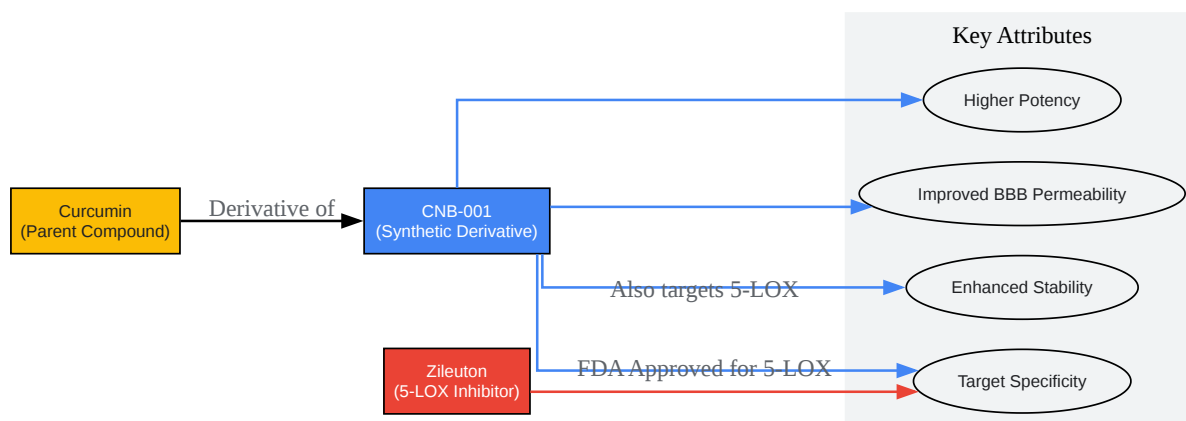 Key Attributes
Higher Potency
Improved BBB Permeability
Curcumin
(Parent Compound)
Derivative of
CNB-001
(Synthetic Derivative)
Also targets 5-LOX
Enhanced Stability
Zileuton
(5-LOX Inhibitor)
FDA Approved for 5-LOX
Target Specificity